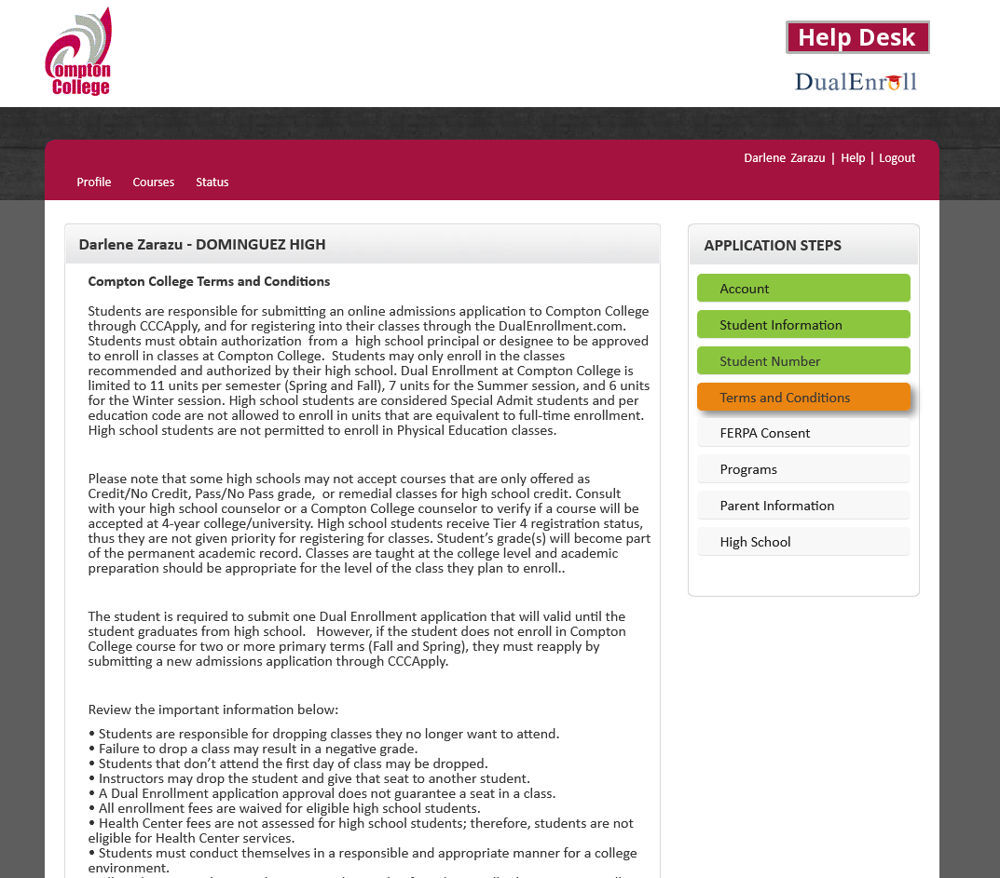 Compton
College
Help Desk
DualEnroll
Darlene Zarazu | Help | Logout
Profile Courses Status
Darlene Zarazu - DOMINGUEZ HIGH
Compton College Terms and Conditions
Students are responsible for submitting an online admissions application to Compton College
through CCCApply, and for registering into their classes through the DualEnrollment.com.
Students must obtain authorization  from a  high school principal or designee to be approved
to enroll in classes at Compton College.  Students may only enroll in the classes
recommended and authorized by their high school. Dual Enrollment at Compton College is
limited to 11 units per semester (Spring and Fall), 7 units for the Summer session, and 6 units
for the Winter session. High school students are considered Special Admit students and per
education code are not allowed to enroll in units that are equivalent to full-time enrollment.
High school students are not permitted to enroll in Physical Education classes.
Please note that some high schools may not accept courses that are only offered as
Credit/No Credit, Pass/No Pass grade,  or remedial classes for high school credit. Consult
with your high school counselor or a Compton College counselor to verify if a course will be
accepted at 4-year college/university. High school students receive Tier 4 registration status,
thus they are not given priority for registering for classes. Student’s grade(s) will become part
of the permanent academic record. Classes are taught at the college level and academic
preparation should be appropriate for the level of the class they plan to enroll..
The student is required to submit one Dual Enrollment application that will valid until the
student graduates from high school.   However, if the student does not enroll in Compton
College course for two or more primary terms (Fall and Spring), they must reapply by
submitting a new admissions application through CCCApply.
Review the important information below:
• Students are responsible for dropping classes they no longer want to attend.
• Failure to drop a class may result in a negative grade.
• Students that don’t attend the first day of class may be dropped.
• Instructors may drop the student and give that seat to another student.
• A Dual Enrollment application approval does not guarantee a seat in a class.
• All enrollment fees are waived for eligible high school students.
• Health Center fees are not assessed for high school students; therefore, students are not
eligible for Health Center services.
• Students must conduct themselves in a responsible and appropriate manner for a college
environment.
APPLICATION STEPS
Account
Student Information
Student Number
Terms and Conditions
FERPA Consent
Programs
Parent Information
High School